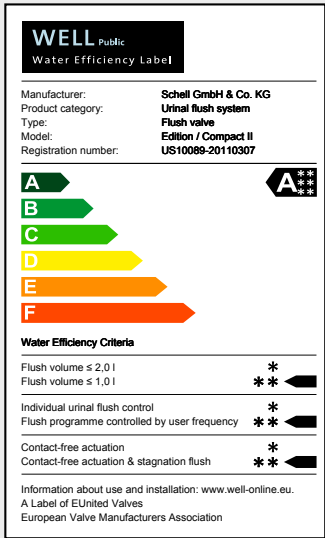 WELL Public
Water Efficiency Label
Manufacturer: Schell GmbH & Co. KG
Product category: Urinal flush system
Type: Flush valve
Model: Edition / Compact II
Registration number: US10089-20110307
A A******
B
C
D
E
F
Water Efficiency Criteria
Flush volume ≤ 2,0 l *
Flush volume ≤ 1,0 l **
Individual urinal flush control *
Flush programme controlled by user frequency **
Contact-free actuation *
Contact-free actuation & stagnation flush **
Information about use and installation: www.well-online.eu.
A Label of EUnited Valves
European Valve Manufacturers Association